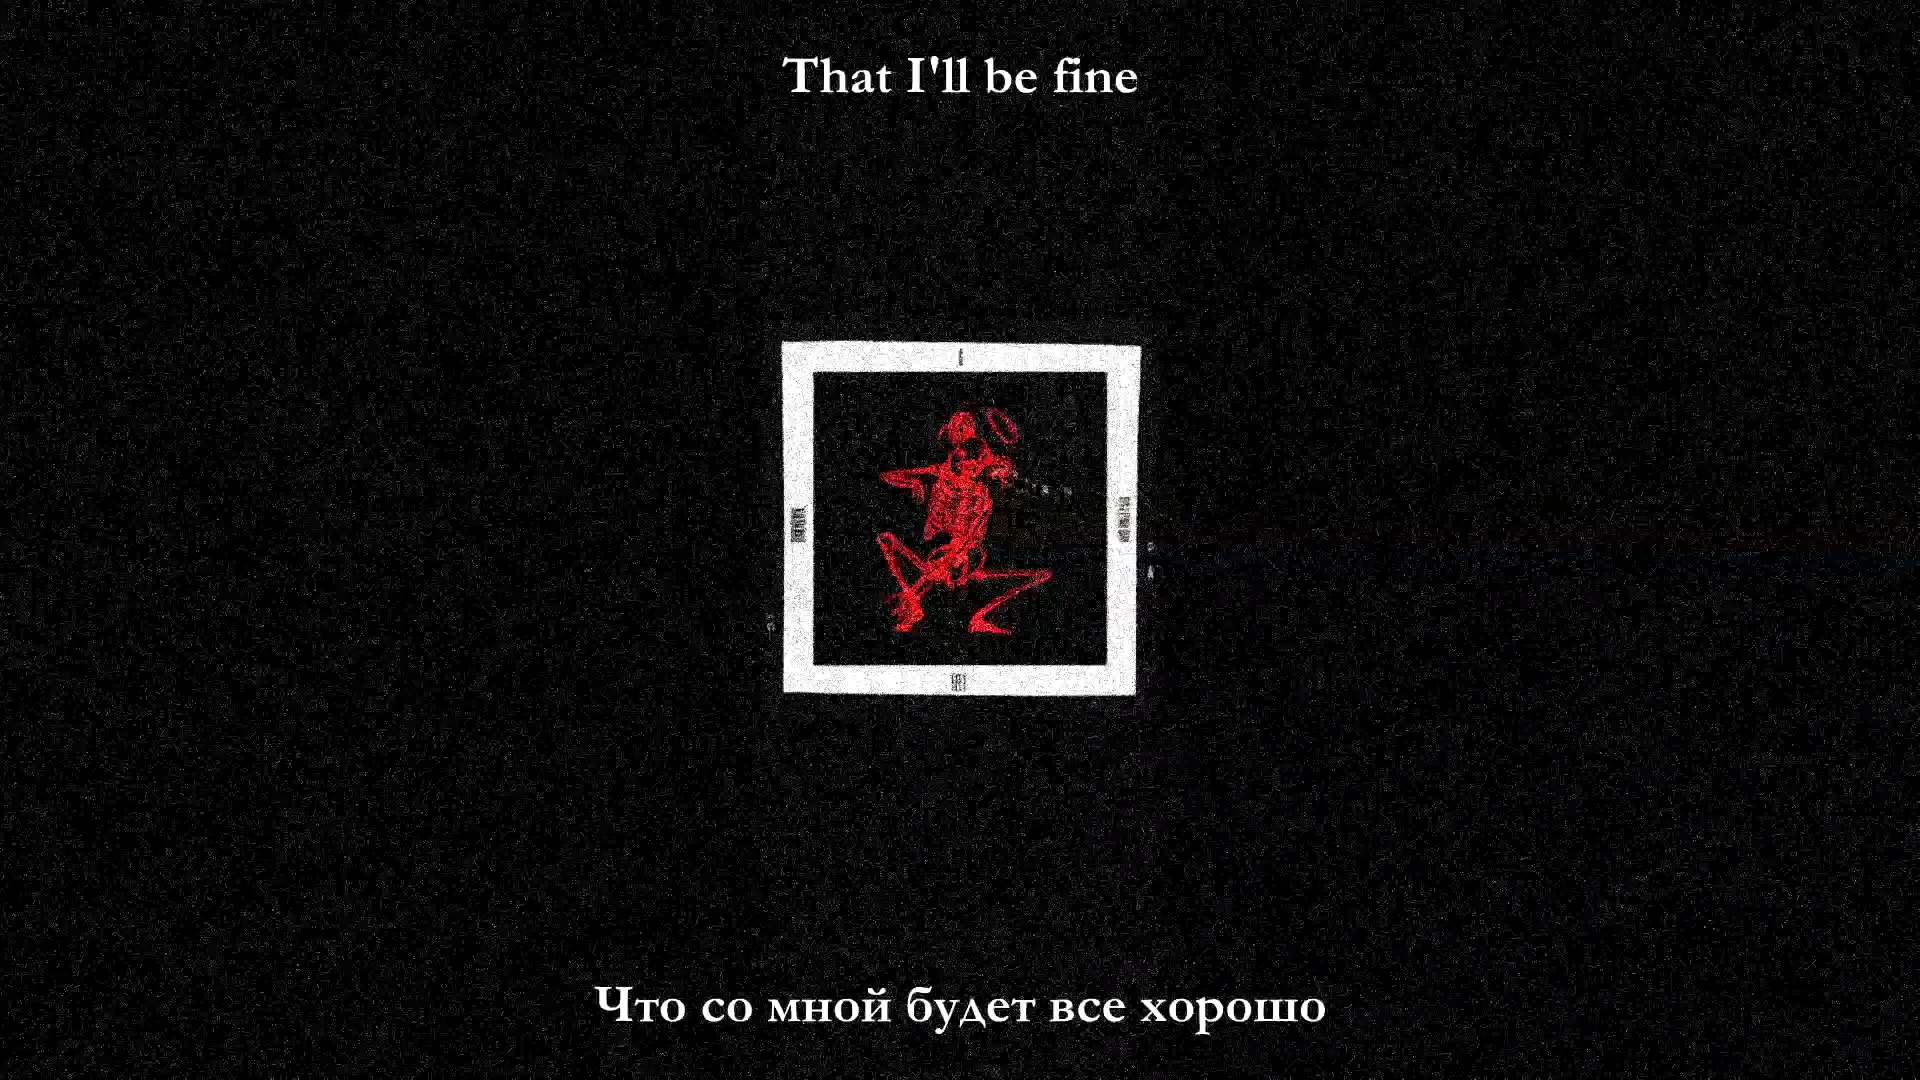 That I'll be fine
Что со мной будет все хорошо